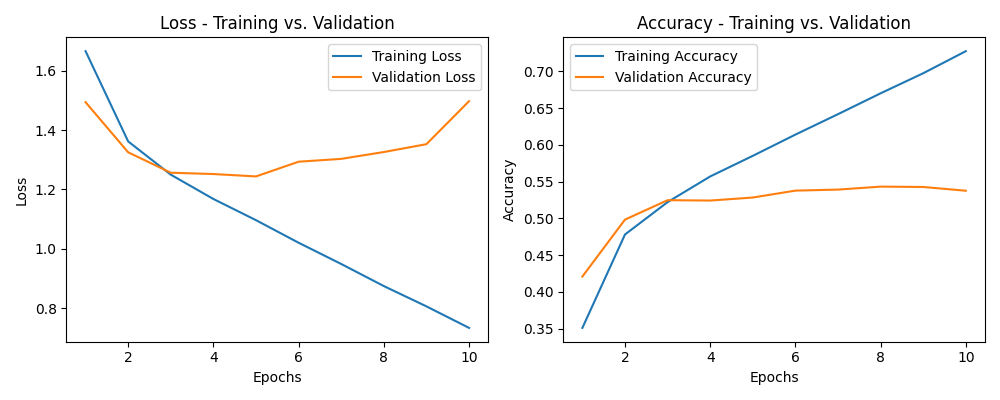 Loss - Training vs. Validation
Training Loss
Validation Loss
1.6
1.4
1.2
1.0
0.8
Loss
2
4
6
8
10
Epochs
Accuracy - Training vs. Validation
Training Accuracy
Validation Accuracy
0.70
0.65
0.60
0.55
0.50
0.45
0.40
0.35
Accuracy
2
4
6
8
10
Epochs